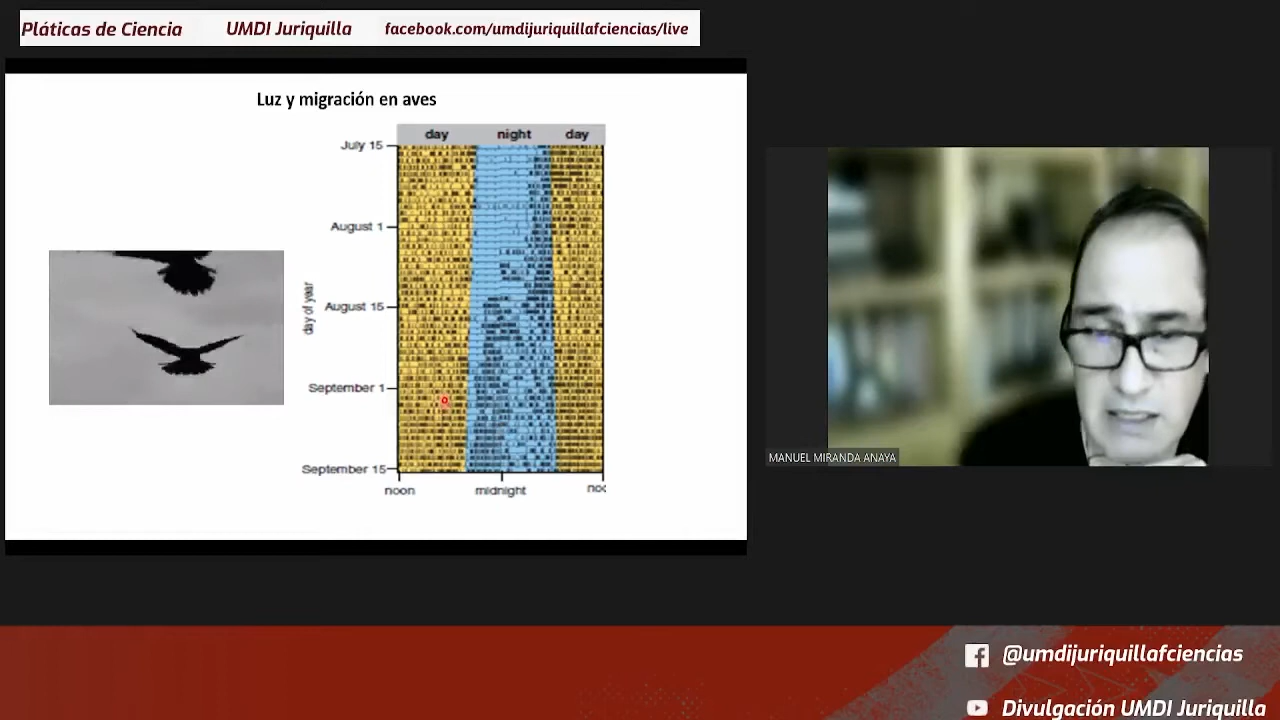 Pláticas de Ciencia UMDI Juriquilla facebook.com/umdijuriquillafciencias/live
Luz y migración en aves
day night day
July 15
August 1
August 15
September 1
September 15
day of year
noon midnight noo
MANUEL MIRANDA ANAYA
@umdijuriquillafciencias
Divulgación UMDI Juriquilla